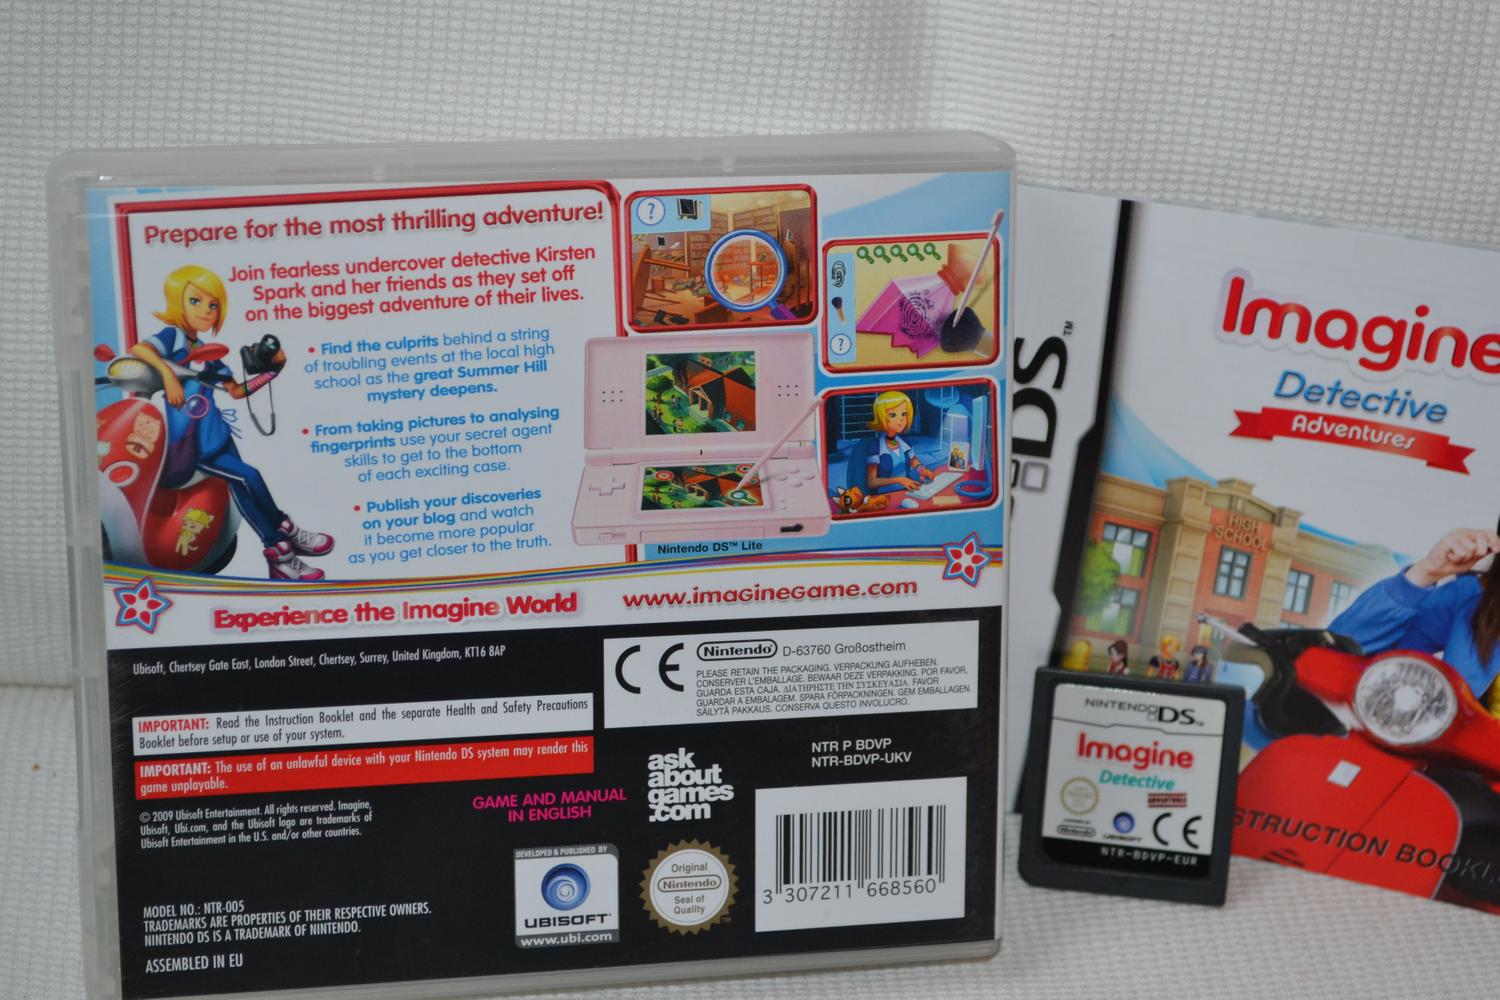 Prepare for the most thrilling adventure!
Join fearless undercover detective Kirsten
Spark and her friends as they set off
on the biggest adventure of their lives.
• Find the culprits behind a string
of troubling events at the local high
school as the great Summer Hill
mystery deepens.
• From taking pictures to analysing
fingerprints use your secret agent
skills to get to the bottom
of each exciting case.
• Publish your discoveries
on your blog and watch
it become more popular
as you get closer to the truth.
?
?
Nintendo DS™ Lite
Experience the Imagine World
www.imaginegame.com
Ubisoft, Chertsey Gate East, London Street, Chertsey, Surrey, United Kingdom, KT16 8AP
IMPORTANT: Read the Instruction Booklet and the separate Health and Safety Precautions
Booklet before setup or use of your system.
IMPORTANT: The use of an unlawful device with your Nintendo DS system may render this
game unplayable.
© 2009 Ubisoft Entertainment. All rights reserved. Imagine,
Ubisoft, Ubi.com, and the Ubisoft logo are trademarks of
Ubisoft Entertainment in the U.S. and/or other countries.
GAME AND MANUAL
IN ENGLISH
MODEL NO.: NTR-005
TRADEMARKS ARE PROPERTIES OF THEIR RESPECTIVE OWNERS.
NINTENDO DS IS A TRADEMARK OF NINTENDO.
ASSEMBLED IN EU
CE
Nintendo D-63760 Großostheim
PLEASE RETAIN THE PACKAGING. VERPACKUNG AUFHEBEN.
CONSERVER L'EMBALLAGE. BEWAAR DEZE VERPAKKING. POR FAVOR,
GUARDA ESTA CAJA. ΔΙΑΤΗΡΗΣΤΕ ΤΗΝ ΣΥΣΚΕΥΑΣΙΑ. FAVOR
GUARDAR A EMBALAGEM. SPARA FÖRPACKNINGEN. GEM EMBALLAGEN.
SÄILYTÄ PAKKAUS. CONSERVA QUESTO INVOLUCRO.
ask
about
games
.com
NTR P BDVP
NTR-BDVP-UKV
DEVELOPED & PUBLISHED BY
UBISOFT
www.ubi.com
Original
Nintendo
Seal of
Quality
3 307211 668560
DS™
Imagine
Detective
Adventures
HIGH
SCHOOL
STRUCTION BOOKL
NINTENDO DS
Imagine
Detective
ADVENTURES
Nintendo
UBISOFT
CE
NTR-BDVP-EUR